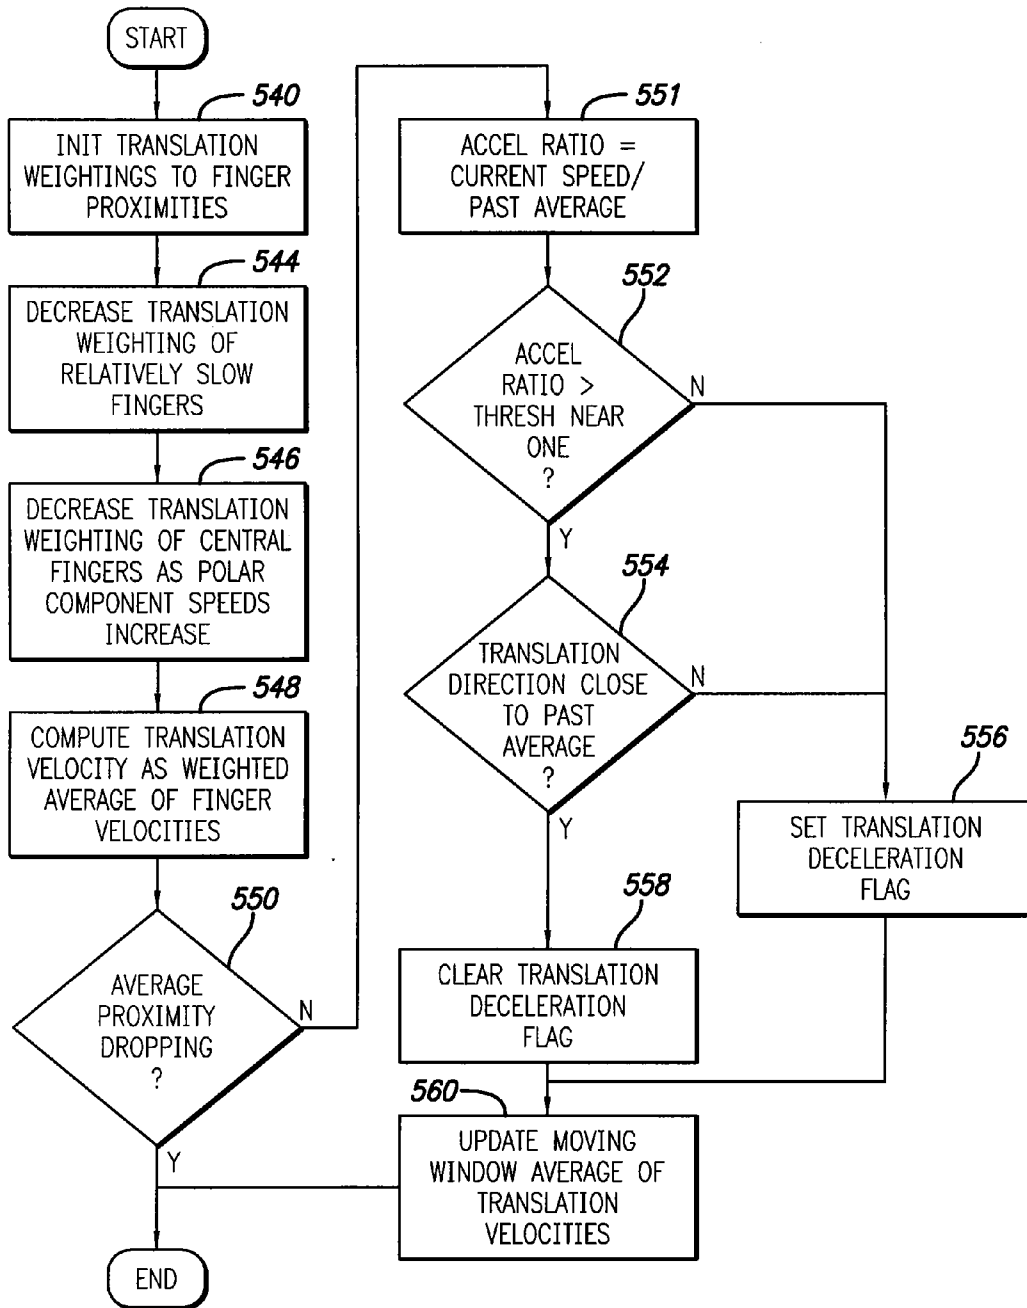 START
540
INIT TRANSLATION
WEIGHTINGS TO FINGER
PROXIMITIES
544
DECREASE TRANSLATION
WEIGHTING OF
RELATIVELY SLOW
FINGERS
546
DECREASE TRANSLATION
WEIGHTING OF CENTRAL
FINGERS AS POLAR
COMPONENT SPEEDS
INCREASE
548
COMPUTE TRANSLATION
VELOCITY AS WEIGHTED
AVERAGE OF FINGER
VELOCITIES
550
AVERAGE
PROXIMITY
DROPPING
?
N
Y
END
551
ACCEL RATIO =
CURRENT SPEED/
PAST AVERAGE
552
ACCEL
RATIO >
THRESH NEAR
ONE
?
N
Y
554
TRANSLATION
DIRECTION CLOSE
TO PAST
AVERAGE
?
N
Y
556
SET TRANSLATION
DECELERATION
FLAG
558
CLEAR TRANSLATION
DECELERATION
FLAG
560
UPDATE MOVING
WINDOW AVERAGE OF
TRANSLATION
VELOCITIES